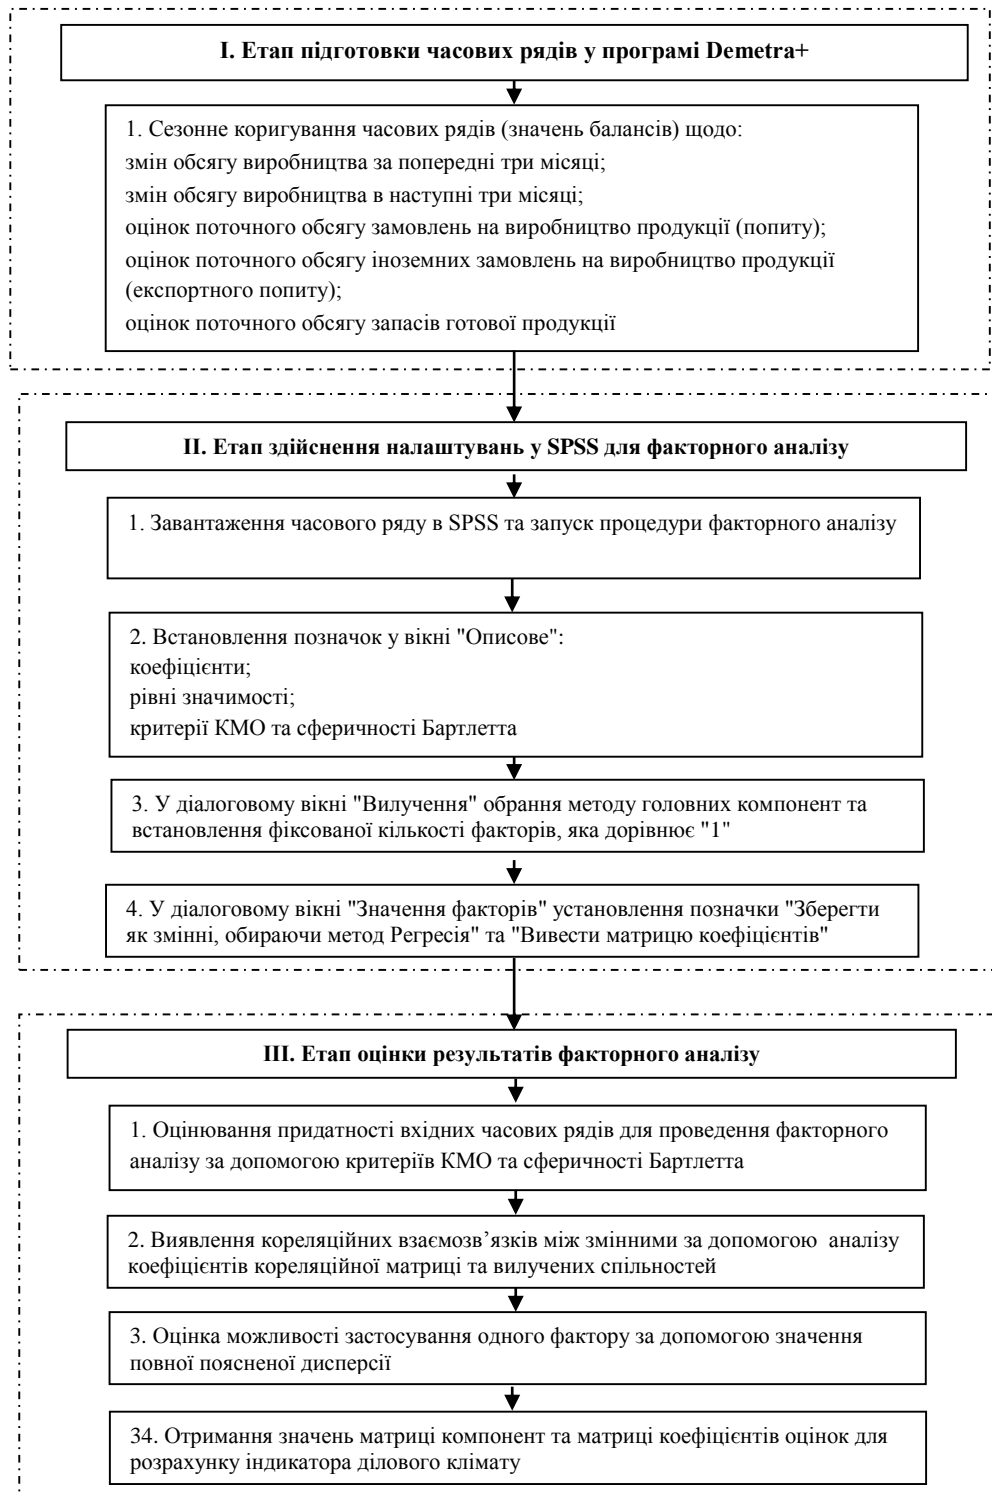 I. Етап підготовки часових рядів у програмі Demetra+
1. Сезонне коригування часових рядів (значень балансів) щодо:
змін обсягу виробництва за попередні три місяці;
змін обсягу виробництва в наступні три місяці;
оцінок поточного обсягу замовлень на виробництво продукції (попиту);
оцінок поточного обсягу іноземних замовлень на виробництво продукції
(експортного попиту);
оцінок поточного обсягу запасів готової продукції
II. Етап здійснення налаштувань у SPSS для факторного аналізу
1. Завантаження часового ряду в SPSS та запуск процедури факторного аналізу
2. Встановлення позначок у вікні "Описове":
коефіцієнти;
рівні значимості;
критерії КМО та сферичності Бартлетта
3. У діалоговому вікні "Вилучення" обрання методу головних компонент та
встановлення фіксованої кількості факторів, яка дорівнює "1"
4. У діалоговому вікні "Значення факторів" установлення позначки "Зберегти
як змінні, обираючи метод Регресія" та "Вивести матрицю коефіцієнтів"
III. Етап оцінки результатів факторного аналізу
1. Оцінювання придатності вхідних часових рядів для проведення факторного
аналізу за допомогою критеріїв КМО та сферичності Бартлетта
2. Виявлення кореляційних взаємозв’язків між змінними за допомогою аналізу
коефіцієнтів кореляційної матриці та вилучених спільностей
3. Оцінка можливості застосування одного фактору за допомогою значення
повної поясненої дисперсії
34. Отримання значень матриці компонент та матриці коефіцієнтів оцінок для
розрахунку індикатора ділового клімату